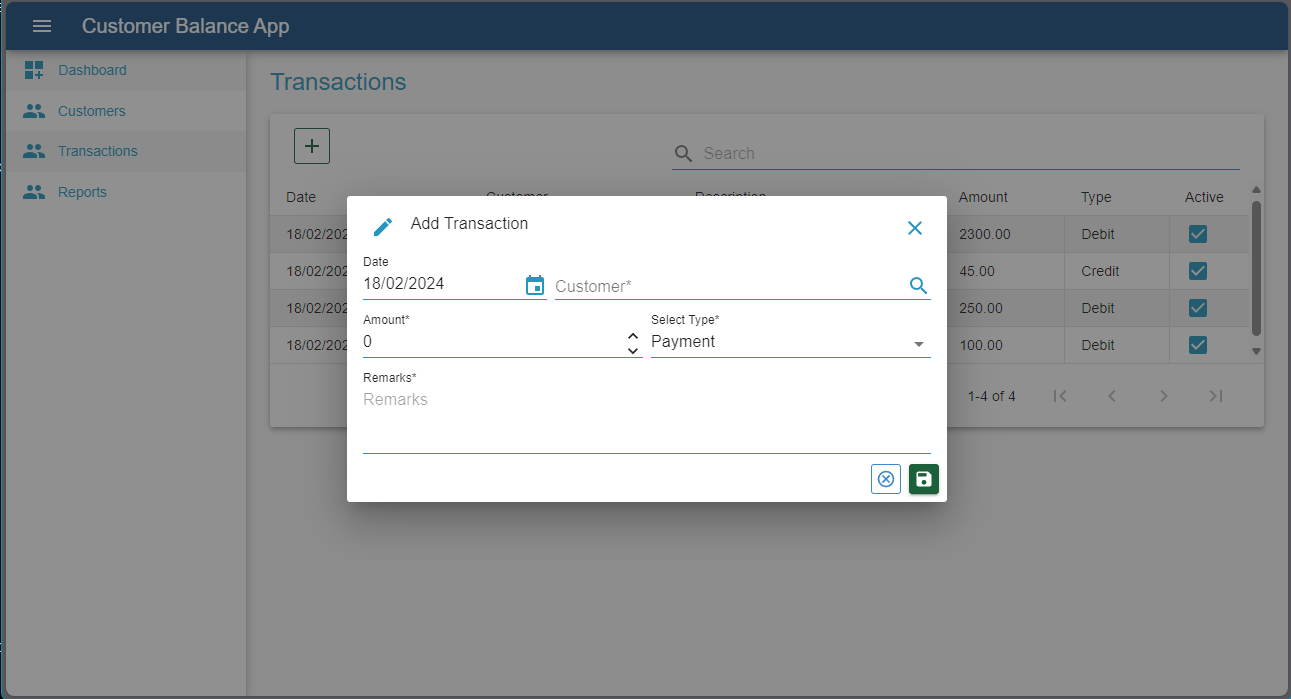 Customer Balance App
Dashboard
Customers
Transactions
Reports
Transactions
Search
Date Customer Description Amount Type Active
18/02/202 2300.00 Debit
18/02/202 45.00 Credit
18/02/202 250.00 Debit
18/02/202 100.00 Debit
1-4 of 4
Add Transaction
Date
18/02/2024
Customer*
Amount* Select Type*
0 Payment
Remarks*
Remarks